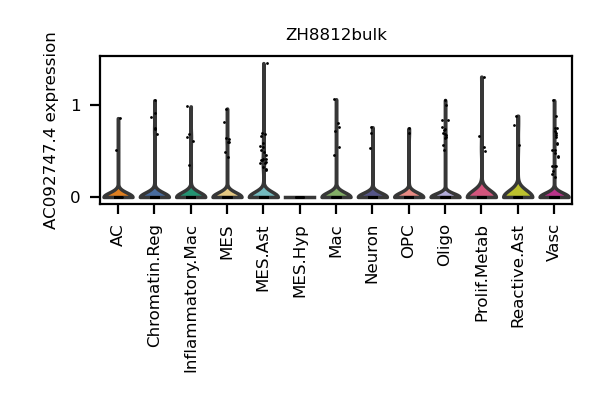 ZH8812bulk
AC092747.4 expression
1
0
AC
Chromatin.Reg
Inflammatory.Mac
MES
MES.Ast
MES.Hyp
Mac
Neuron
OPC
Oligo
Prolif.Metab
Reactive.Ast
Vasc